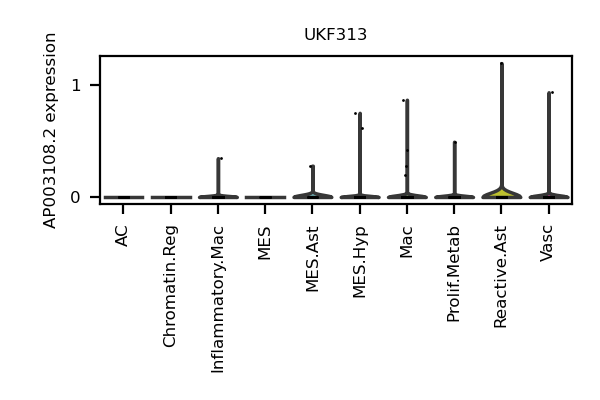 UKF313
AP003108.2 expression
1
0
AC
Chromatin.Reg
Inflammatory.Mac
MES
MES.Ast
MES.Hyp
Mac
Prolif.Metab
Reactive.Ast
Vasc